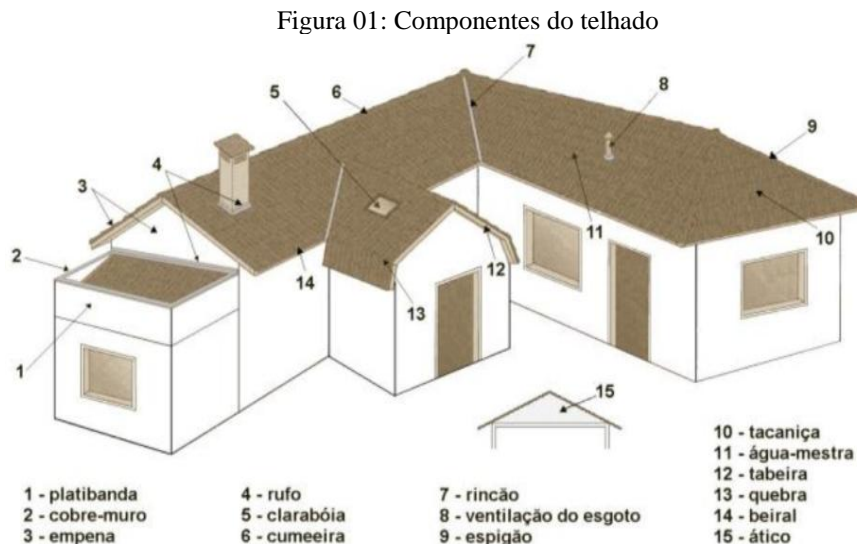 Figura 01: Componentes do telhado
7
6
5
8
4
9
3
2
11
12
10
14
13
1
15
10 - tacaniça
11 - água-mestra
12 - tabeira
13 - quebra
14 - beiral
15 - ático
1 - platibanda
2 - cobre-muro
3 - empena
4 - rufo
5 - clarabóia
6 - cumeeira
7 - rincão
8 - ventilação do esgoto
9 - espigão